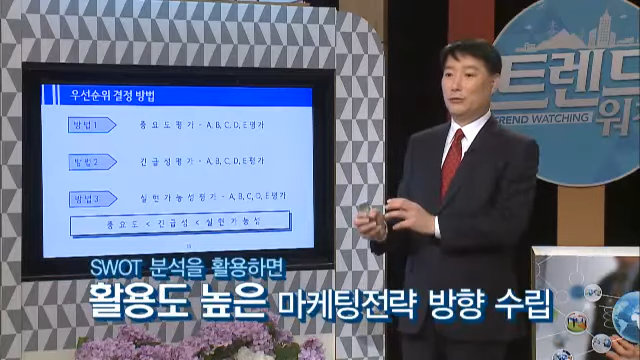 우선순위 결정 방법
방법1
중 요 도 평 가 - A, B, C, D, E평가
방법2
긴 급 성 평 가 - A, B, C, D, E평가
방법3
실 현 가 능 성 평 가 - A, B, C, D, E평가
중 요 도 < 긴 급 성 < 실 현 가 능 성
트렌드
TREND WATCHING
SWOT 분석을 활용하면
활용도 높은 마케팅전략 방향 수립